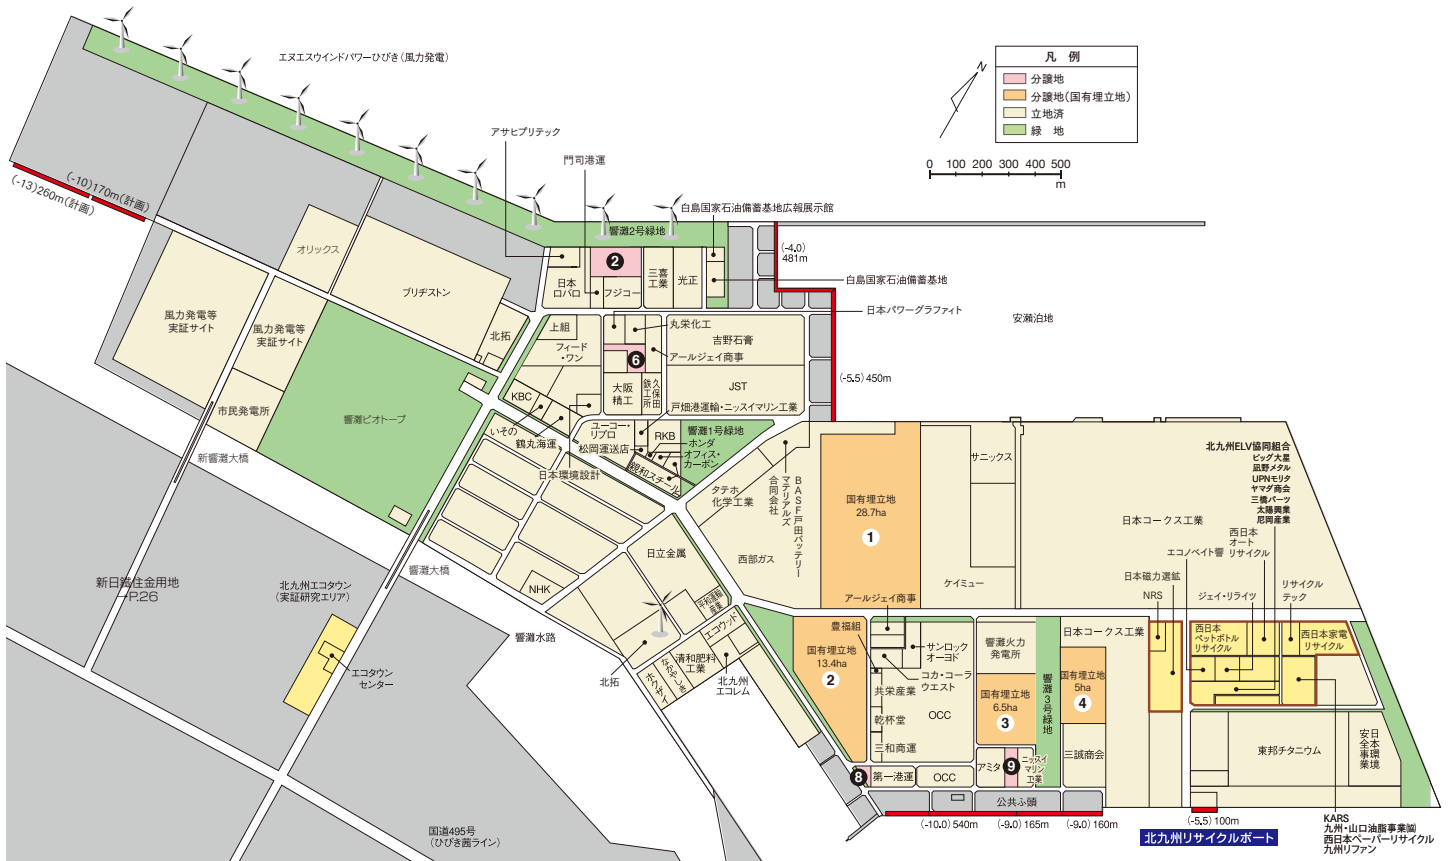 エヌエスウインドパワーひびき(風力発電)
凡 例
分譲地
分譲地(国有埋立地)
立地済
緑 地
N
0 100 200 300 400 500
m
アサヒプリテック
門司港運
白島国家石油備蓄基地広報展示館
(-10)170m(計画)
(-13)260m(計画)
響灘2号緑地
オリックス
ブリヂストン
日本
ロバロ
2
フジコー
三喜
工業
光正
(-4.0)
481m
白島国家石油備蓄基地
日本パワーグラファイト
安瀬泊地
風力発電等
実証サイト
風力発電等
実証サイト
北拓
上組
フィード
・ワン
丸栄化工
吉野石膏
アールジェイ商事
6
(-5.5)450m
KBC
大阪
精工
久保田
鉄工所
JST
戸畑港運輸・ニッスイマリン工業
市民発電所
響灘ビオトープ
いその
鶴丸海運
ユーコー・
リプロ
松岡運送店
RKB
響灘1号緑地
ホンダ
オフィス・
カーボン
親和スチール
日本環境設計
新響灘大橋
タテホ
化学工業
BASF戸田バッテリー
マテリアルズ
合同会社
西部ガス
国有埋立地
28.7ha
1
サニックス
ケイミュー
日本コークス工業
北九州ELV協同組合
ビッグ大星
凪野メタル
UPNモリタ
ヤマダ商会
三橋パーツ
太陽興業
尼岡産業
西日本
オート
リサイクル
エコノベイト響
日本磁力選鉱
NRS
ジェイ・リライツ
リサイクル
テック
新日鐵住金用地
→P.26
北九州エコタウン
(実証研究エリア)
響灘大橋
NHK
日立金属
平和運輸
産業
響灘水路
エコタウン
センター
北拓
ホクザイ
なかやしき
清和肥料
工業
エコウッド
北九州
エコレム
アールジェイ商事
豊福組
国有埋立地
13.4ha
2
サンロック
オーヨド
コカ・コーラ
ウエスト
共栄産業
乾杯堂
三和商運
OCC
響灘火力
発電所
国有埋立地
6.5ha
3
響灘3号緑地
日本コークス工業
国有埋立地
5ha
4
三誠商会
西日本
ペットボトル
リサイクル
西日本家電
リサイクル
東邦チタニウム
日本環境
安全事業
8
第一港運
OCC
アミタ
9
ニッスイ
マリン
工業
公共ふ頭
(-10.0)540m
(-9.0)165m
(-9.0)160m
(-5.5)100m
北九州リサイクルポート
KARS
九州・山口油脂事業㈿
西日本ペーパーリサイクル
九州リファン
国道495号
(ひびき茜ライン)